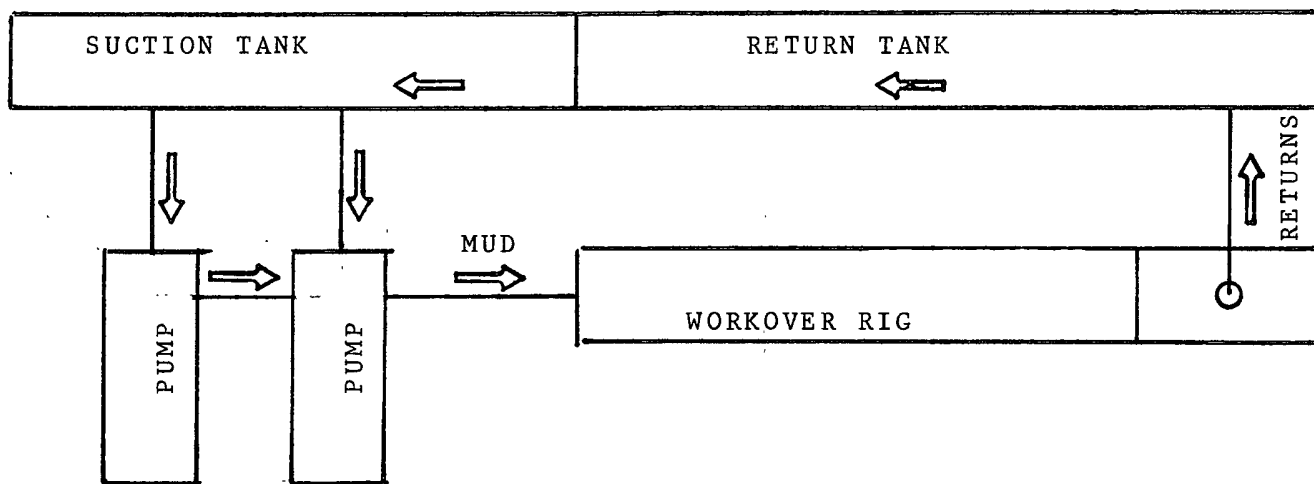 SUCTION TANK
RETURN TANK
RETURNS
MUD
PUMP
PUMP
WORKOVER RIG